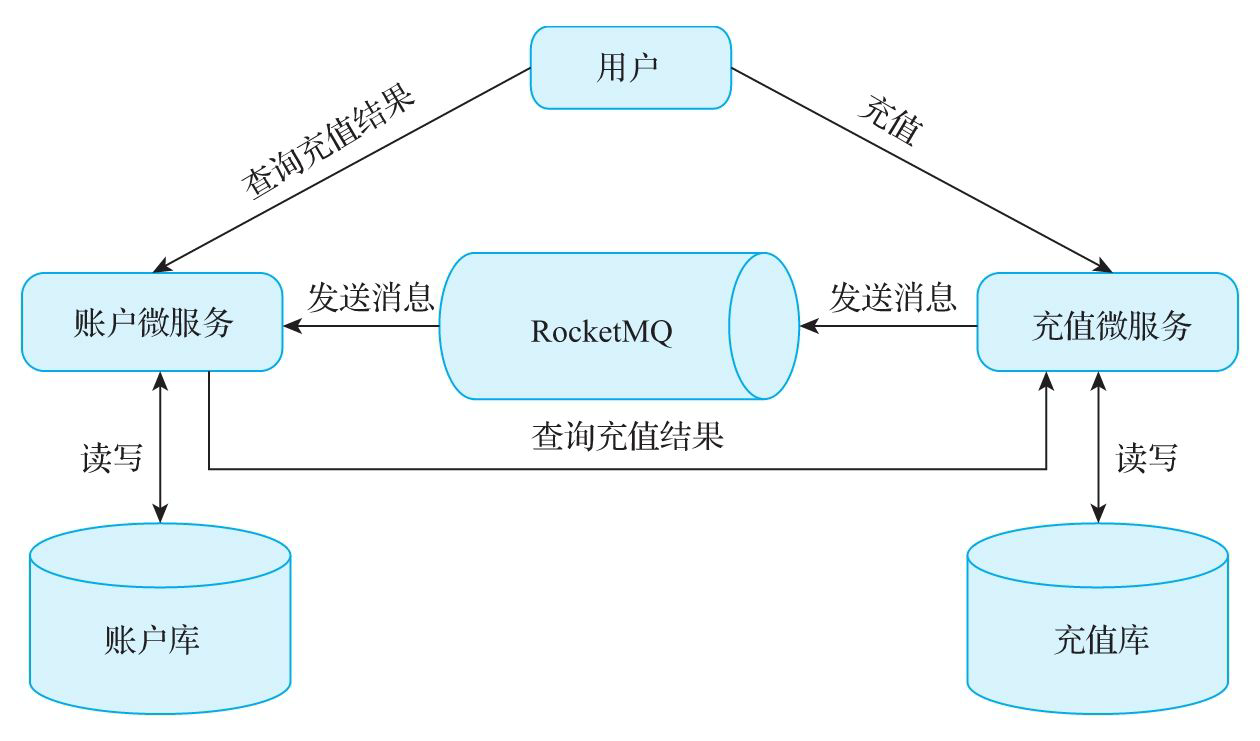 用户
查询充值结果
充值
账户微服务
发送消息
RocketMQ
发送消息
充值微服务
查询充值结果
读写
读写
账户库
充值库